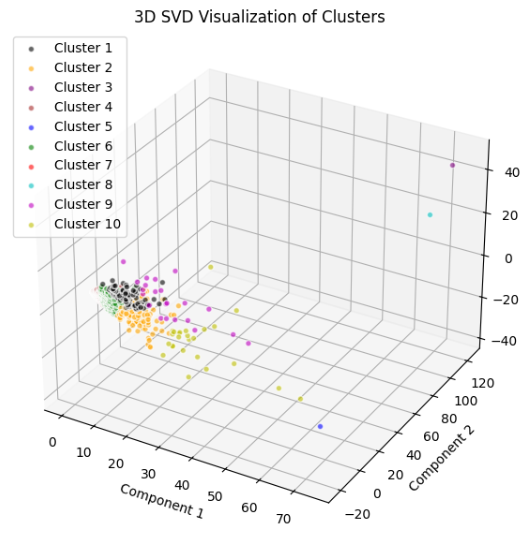 3D SVD Visualization of Clusters
Cluster 1
Cluster 2
Cluster 3
Cluster 4
Cluster 5
Cluster 6
Cluster 7
Cluster 8
Cluster 9
Cluster 10
40
20
0
−20
−40
120
100
80
60
40
20
0
−20
Component 2
0
10
20
30
40
50
60
70
Component 1